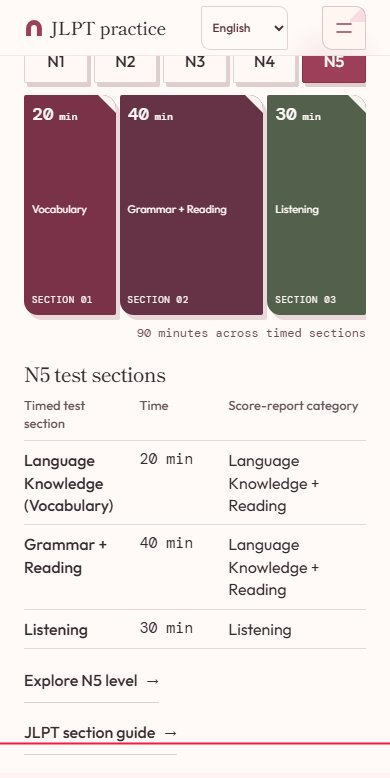 JLPT practice
English
N1
N2
N3
N4
N5
20 min
40 min
30 min
Vocabulary
Grammar + Reading
Listening
SECTION 01
SECTION 02
SECTION 03
90 minutes across timed sections
N5 test sections
Timed test section
Time
Score-report category
Language Knowledge (Vocabulary)
20 min
Language Knowledge + Reading
Grammar + Reading
40 min
Language Knowledge + Reading
Listening
30 min
Listening
Explore N5 level →
JLPT section guide →